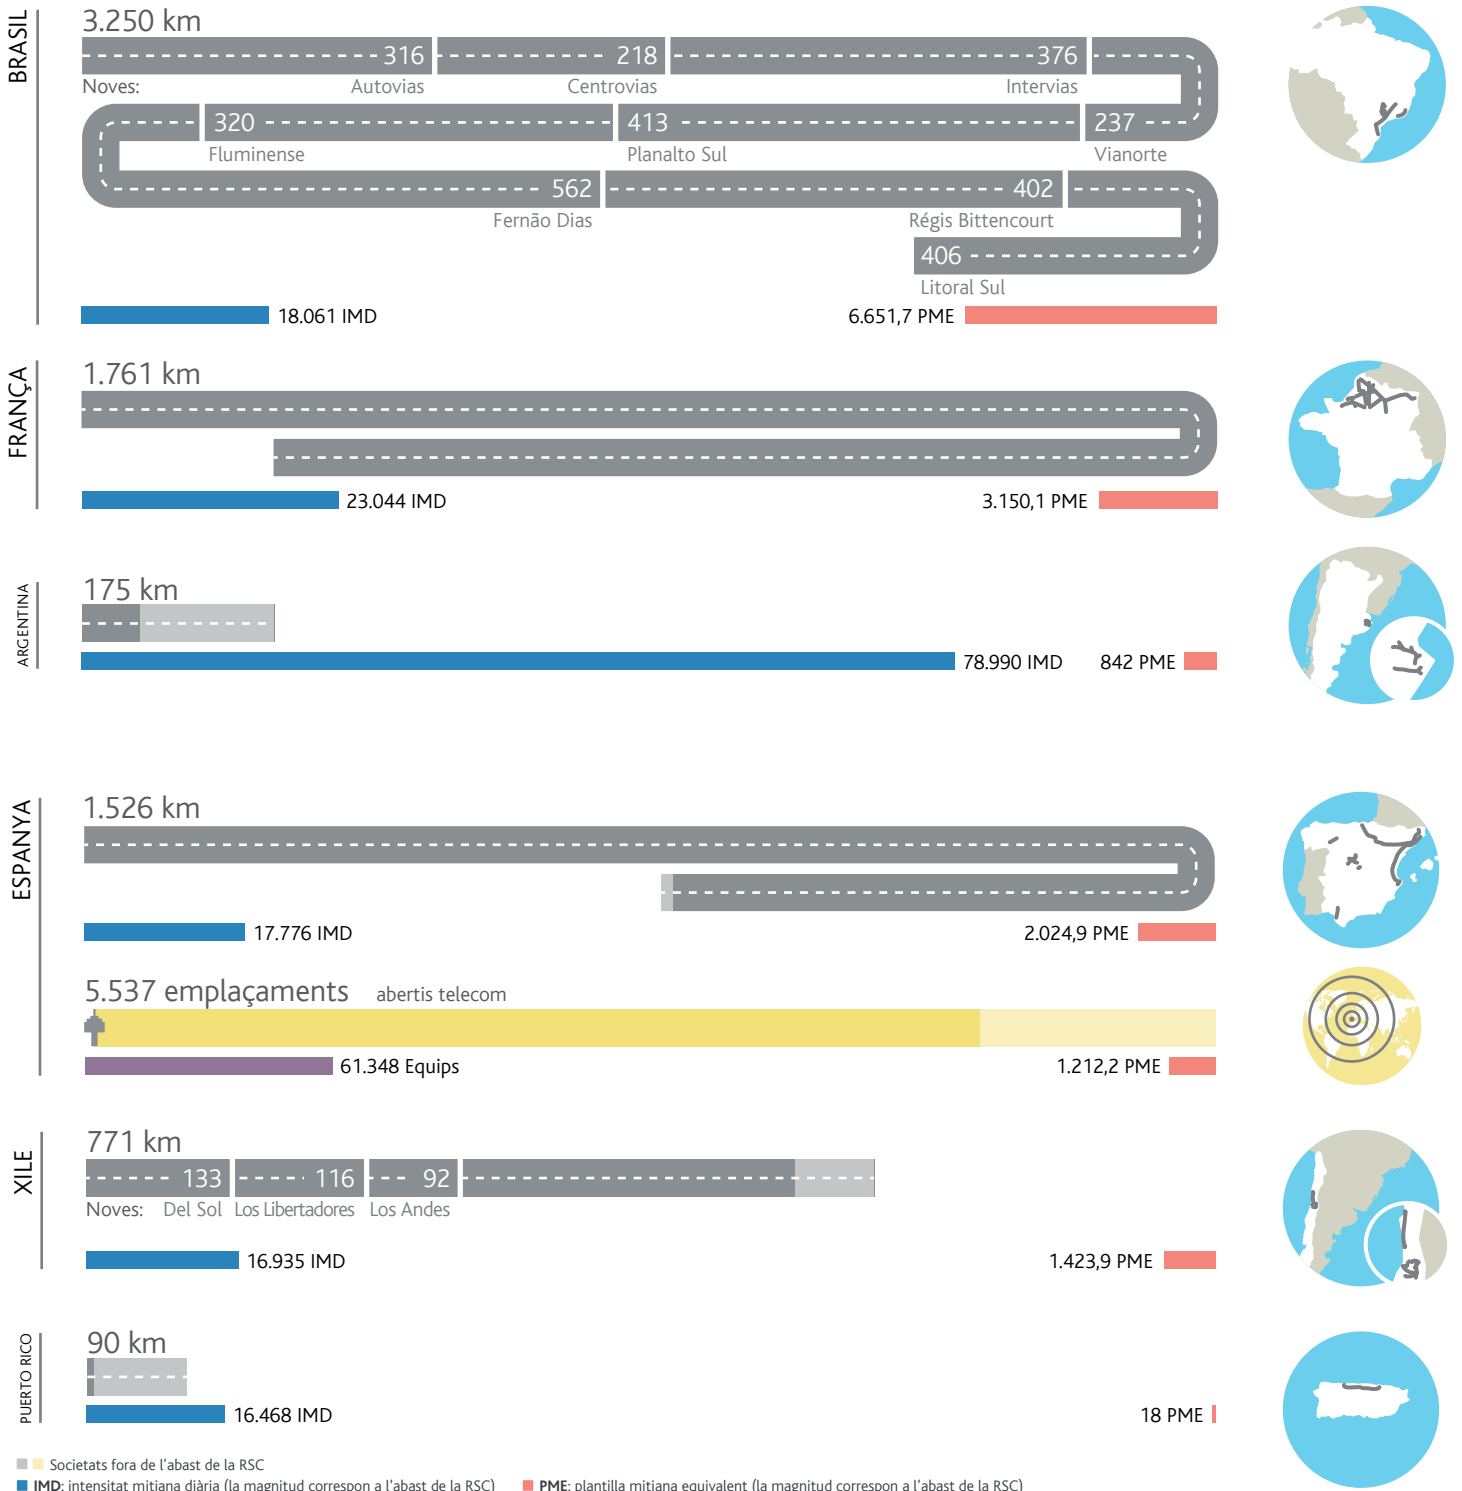 BRASIL
3.250 km
316
218
376
Noves:
Autovias
Centrovias
Intervias
320
413
237
Fluminense
Planalto Sul
Vianorte
562
402
Fernão Dias
Régis Bittencourt
406
Litoral Sul
18.061 IMD
6.651,7 PME
FRANÇA
1.761 km
23.044 IMD
3.150,1 PME
ARGENTINA
175 km
78.990 IMD
842 PME
ESPANYA
1.526 km
17.776 IMD
2.024,9 PME
5.537 emplaçaments abertis telecom
61.348 Equips
1.212,2 PME
XILE
771 km
133
116
92
Noves: Del Sol Los Libertadores Los Andes
16.935 IMD
1.423,9 PME
PUERTO RICO
90 km
16.468 IMD
18 PME
Societats fora de l'abast de la RSC
IMD: intensitat mitjana diària (la magnitud correspon a l'abast de la RSC) PME: plantilla mitjana equivalent (la magnitud correspon a l'abast de la RSC)